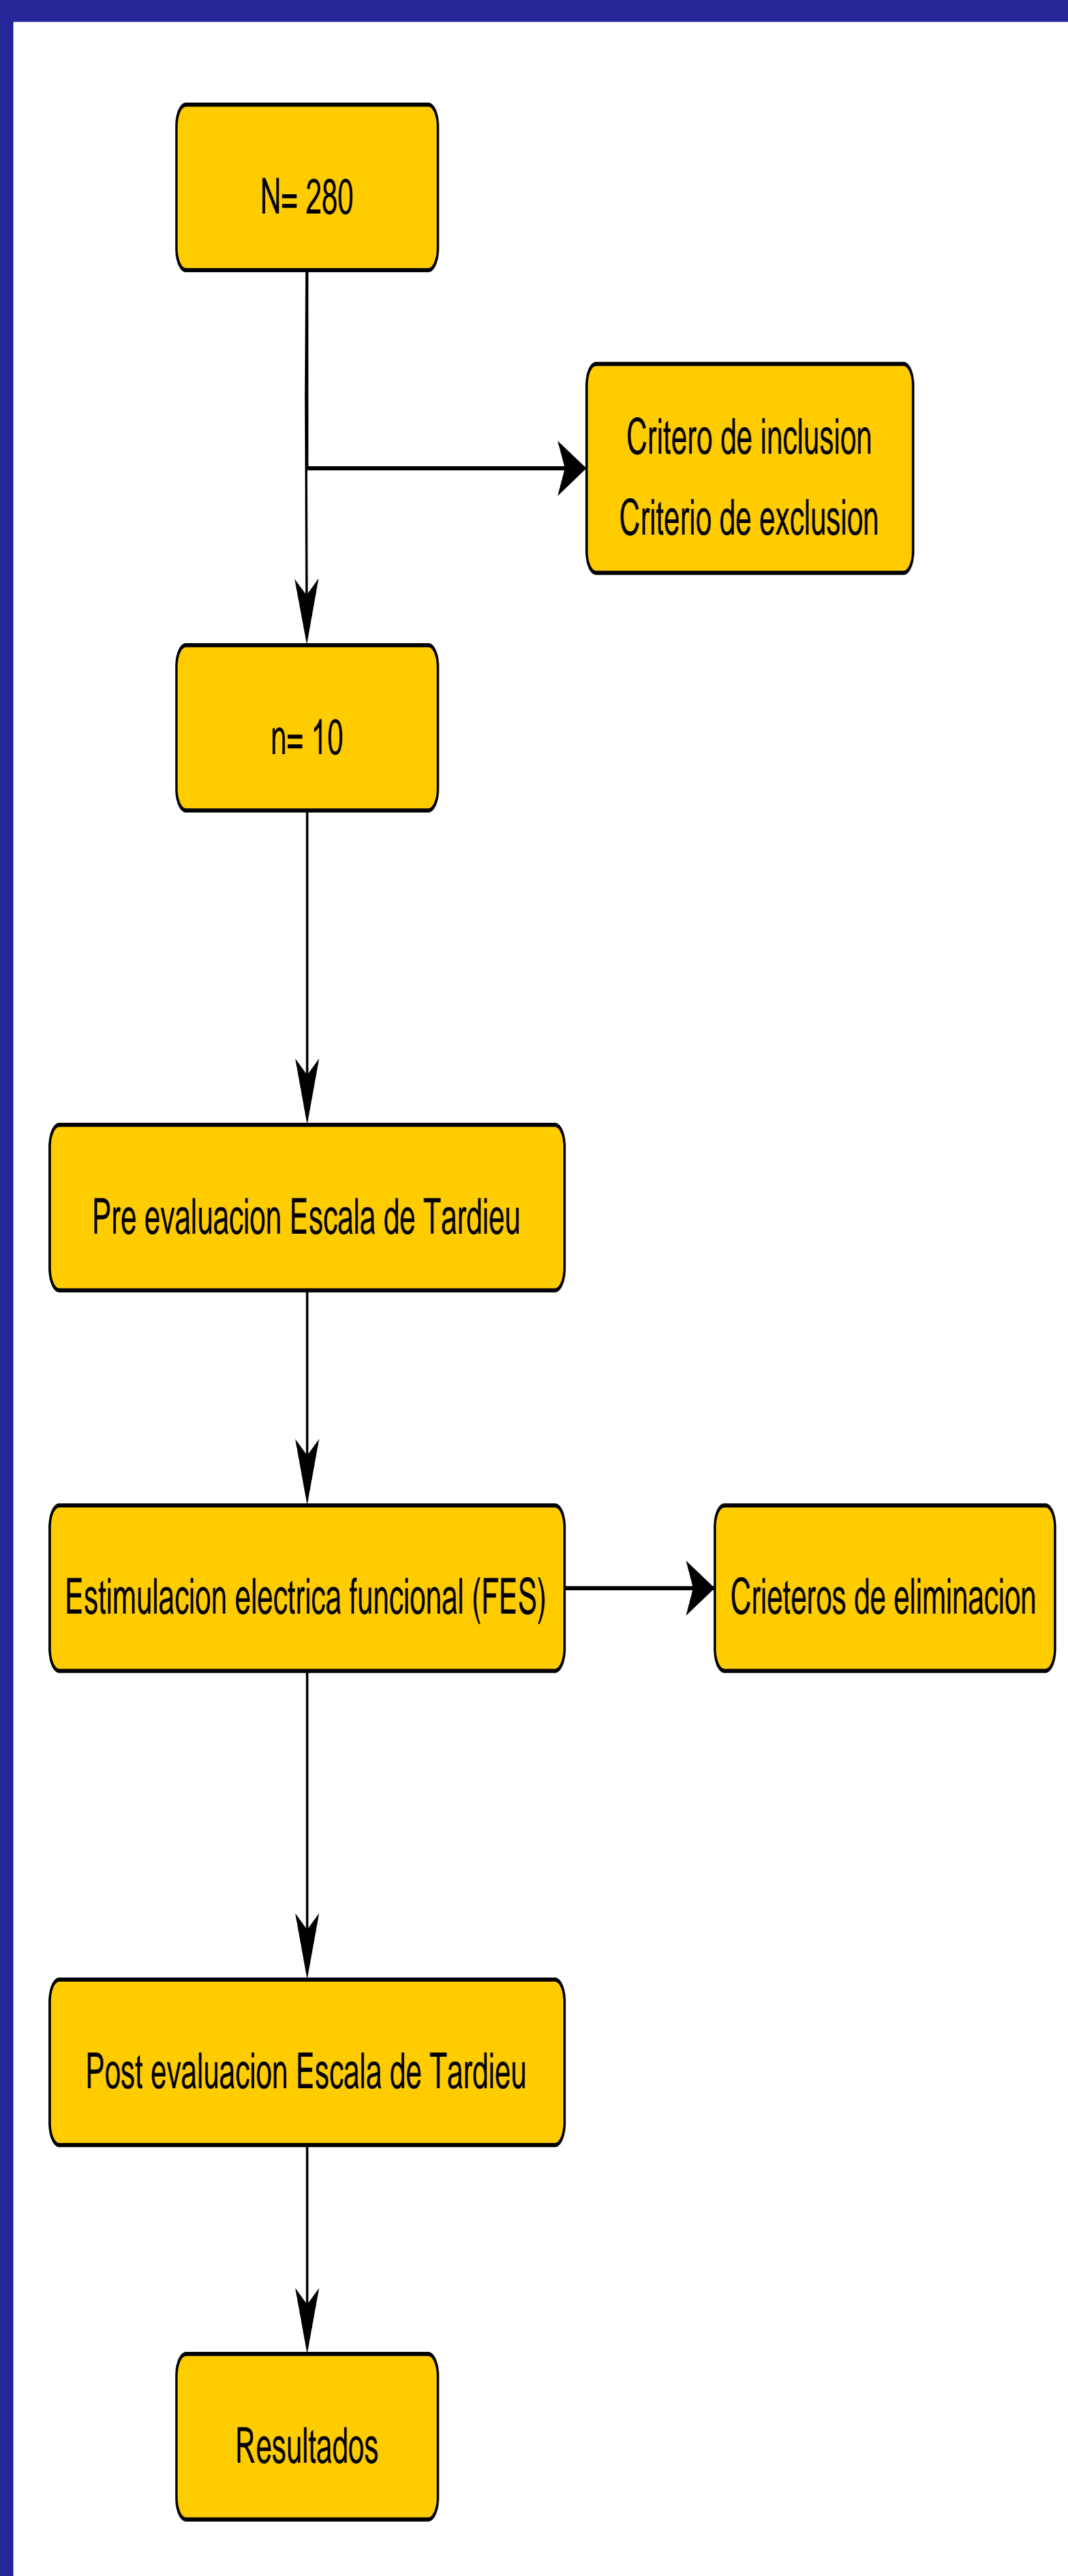 N= 280
Critero de inclusion
Criterio de exclusion
n= 10
Pre evaluacion Escala de Tardieu
Estimulacion electrica funcional (FES)
Crieteros de eliminacion
Post evaluacion Escala de Tardieu
Resultados